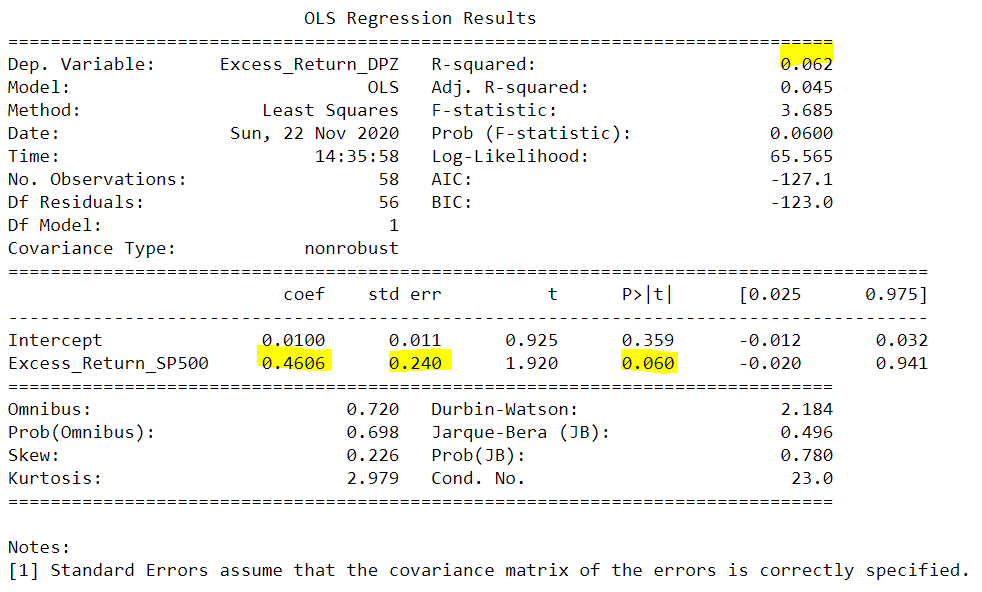 OLS Regression Results
==============================================================================
Dep. Variable:      Excess_Return_DPZ   R-squared:                       0.062
Model:                            OLS   Adj. R-squared:                  0.045
Method:                 Least Squares   F-statistic:                     3.685
Date:                Sun, 22 Nov 2020   Prob (F-statistic):             0.0600
Time:                        14:35:58   Log-Likelihood:                 65.565
No. Observations:                  58   AIC:                            -127.1
Df Residuals:                      56   BIC:                            -123.0
Df Model:                           1
Covariance Type:            nonrobust
=======================================================================================
                          coef    std err          t      P>|t|      [0.025      0.975]
---------------------------------------------------------------------------------------
Intercept               0.0100      0.011      0.925      0.359      -0.012       0.032
Excess_Return_SP500     0.4606      0.240      1.920      0.060      -0.020       0.941
==============================================================================
Omnibus:                        0.720   Durbin-Watson:                   2.184
Prob(Omnibus):                  0.698   Jarque-Bera (JB):                0.496
Skew:                           0.226   Prob(JB):                        0.780
Kurtosis:                       2.979   Cond. No.                         23.0
==============================================================================
Notes:
[1] Standard Errors assume that the covariance matrix of the errors is correctly specified.